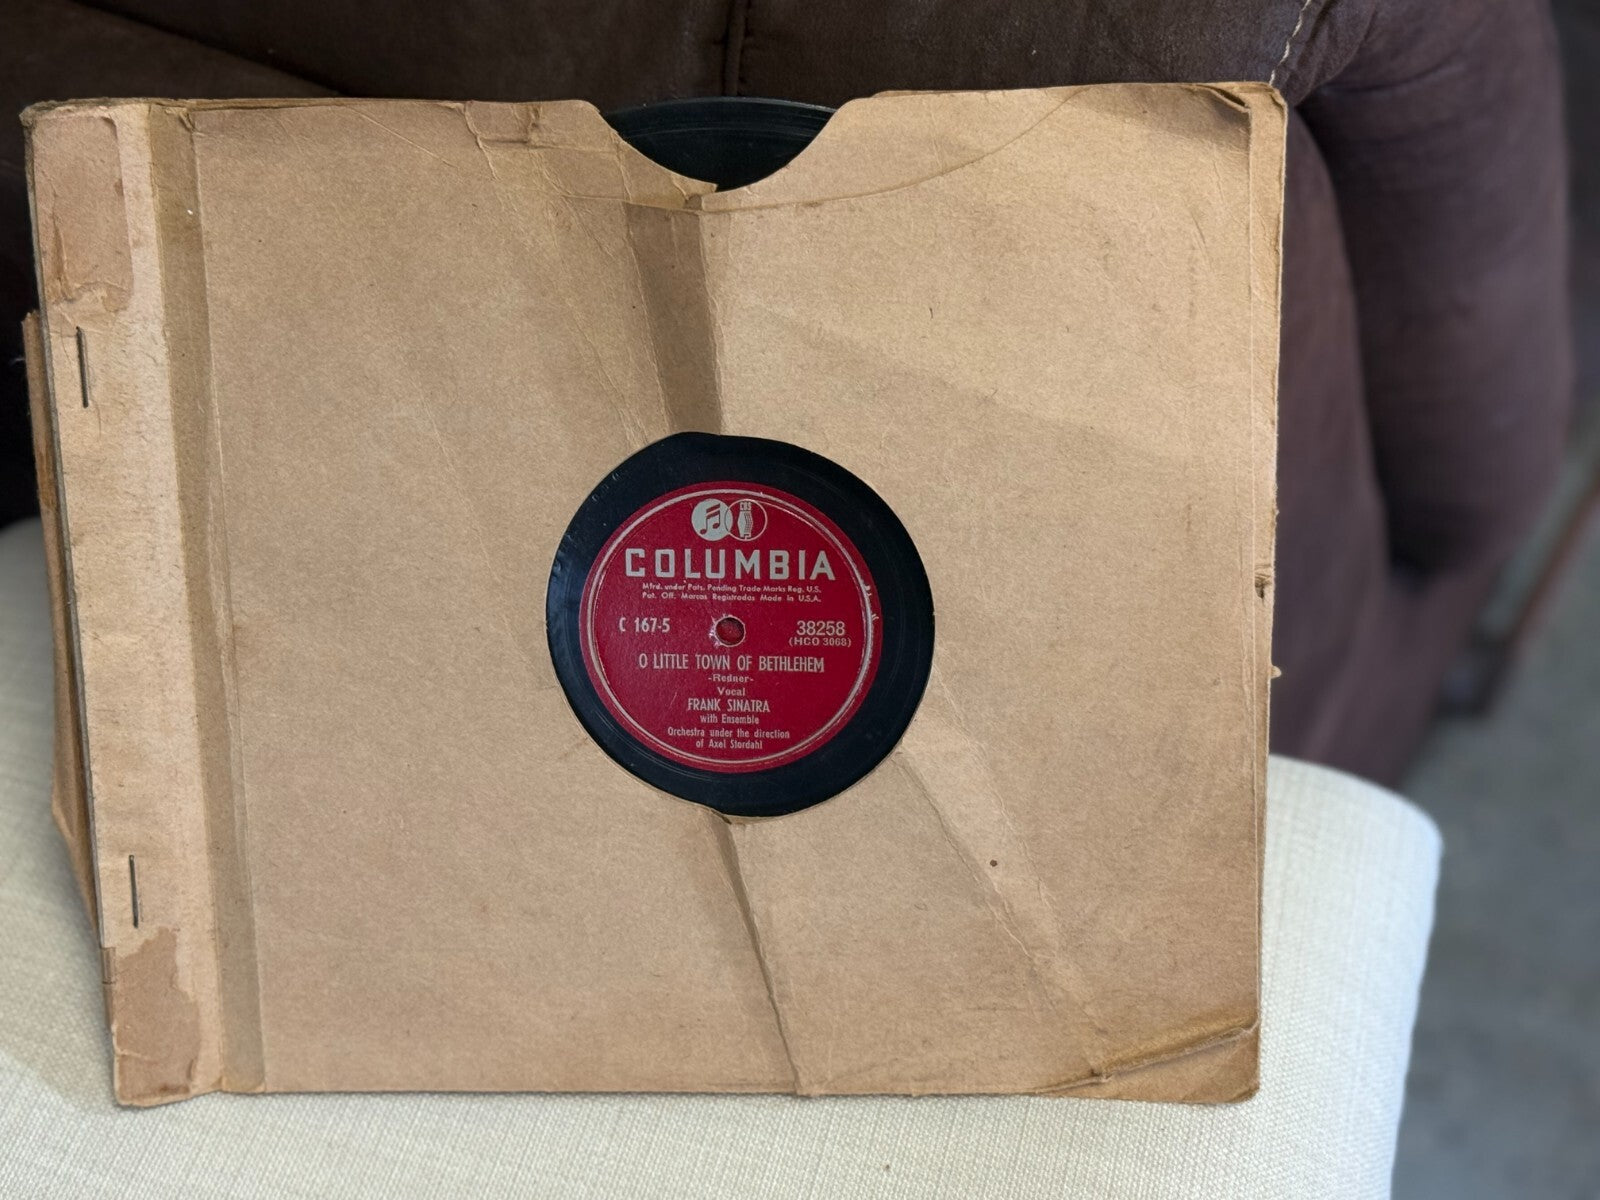 CBS
COLUMBIA
Mfrd. under Pats. Pending Trade Marks Reg. U.S.
Pat. Off. Marcas Registradas Made in U.S.A.
C 167-5
38258
(HCO 3068)
O LITTLE TOWN OF BETHLEHEM
-Redner-
Vocal
FRANK SINATRA
with Ensemble
Orchestra under the direction
of Axel Stordahl